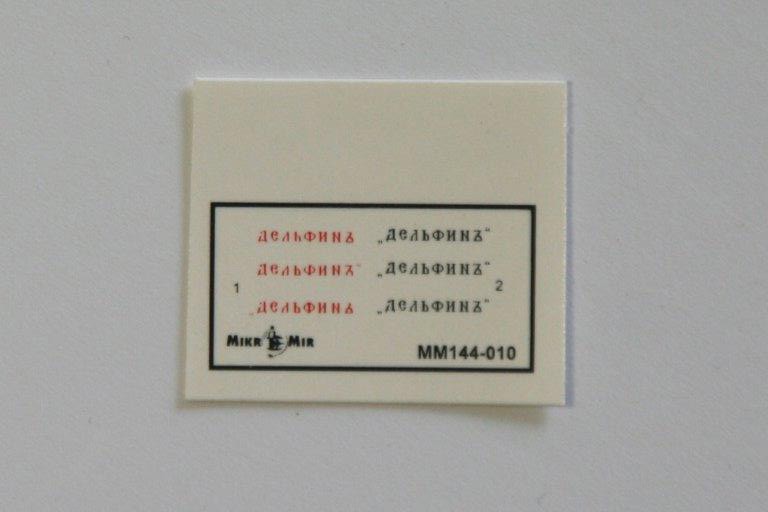 ДЕЛЬФИНЪ „ДЕЛЬФИНЪ“
ДЕЛЬФИНЪ“ „ДЕЛЬФИНЪ“
1 2
„ДЕЛЬФИНЪ „ДЕЛЬФИНЪ“
MIKR MIR
MM144-010